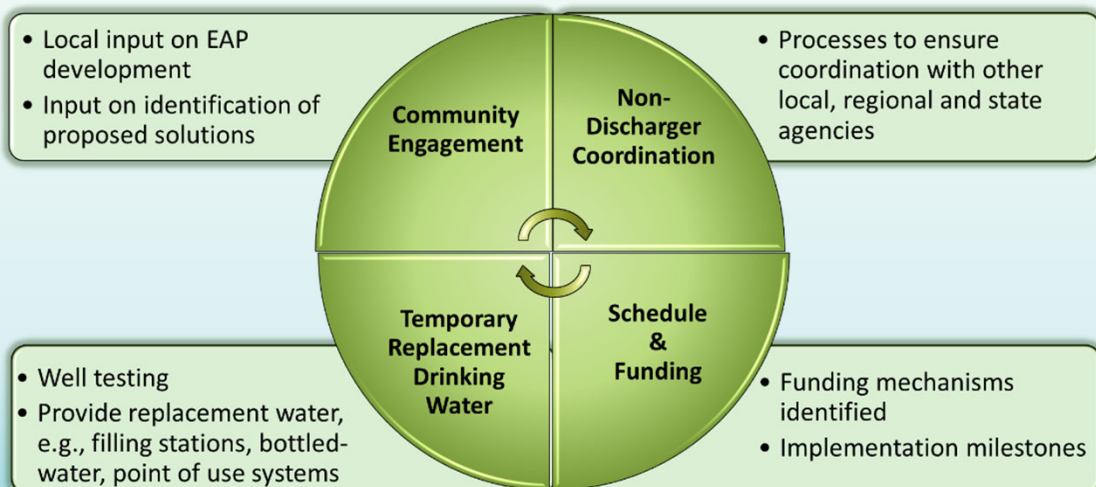 • Local input on EAP
development
• Input on identification of
proposed solutions
Community
Engagement
Non-
Discharger
Coordination
• Processes to ensure
coordination with other
local, regional and state
agencies
• Well testing
• Provide replacement water,
e.g., filling stations, bottled-
water, point of use systems
Temporary
Replacement
Drinking
Water
Schedule
&
Funding
• Funding mechanisms
identified
• Implementation milestones